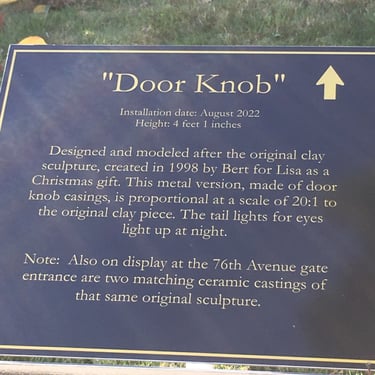 "Door Knob"
Installation date: August 2022
Height: 4 feet 1 inches
Designed and modeled after the original clay
sculpture, created in 1998 by Bert for Lisa as a
Christmas gift. This metal version, made of door
knob casings, is proportional at a scale of 20:1 to
the original clay piece. The tail lights for eyes
light up at night.
Note: Also on display at the 76th Avenue gate
entrance are two matching ceramic castings of
that same original sculpture.